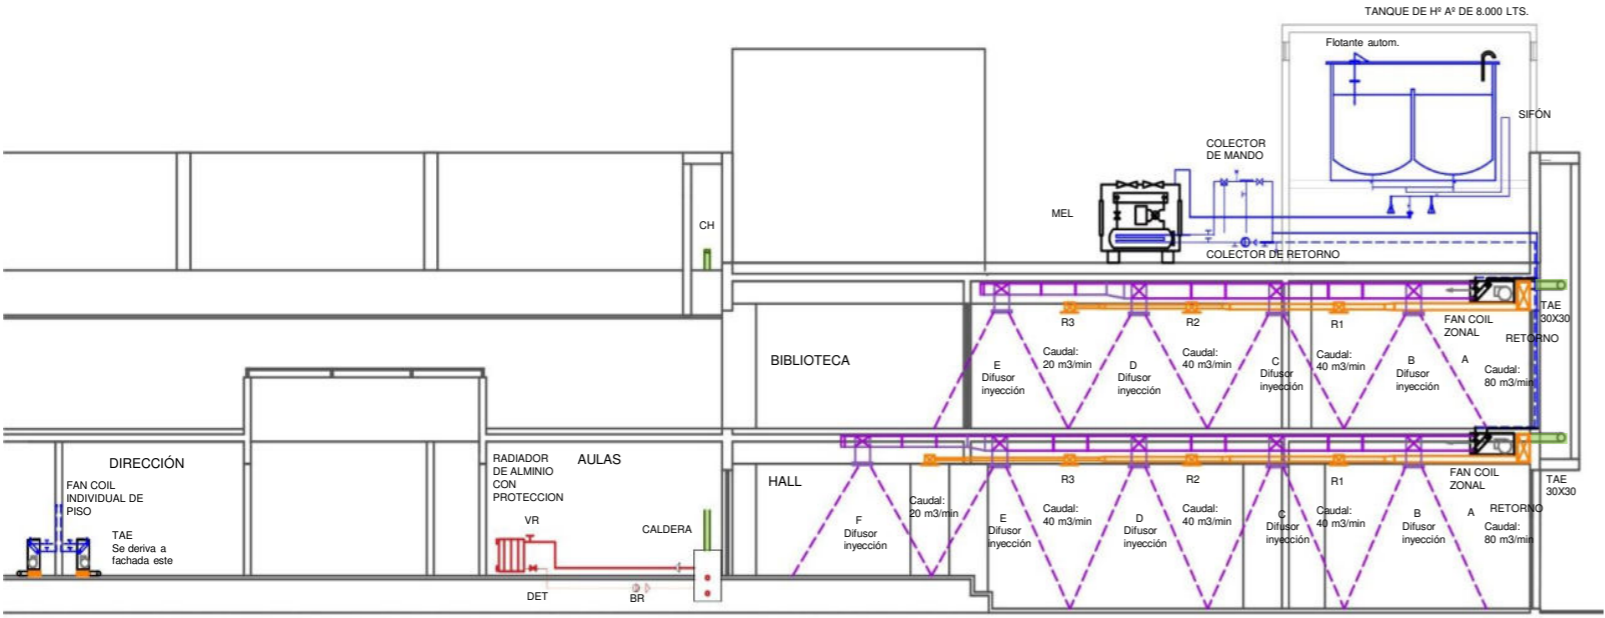 TANQUE DE Hº Aº DE 8.000 LTS.
Flotante autom.
SIFÓN
COLECTOR
DE MANDO
MEL
COLECTOR DE RETORNO
CH
TAE
30X30
FAN COIL
ZONAL
RETORNO
R3
R2
R1
BIBLIOTECA
E
Difusor
inyección
Caudal:
20 m3/min
D
Difusor
inyección
Caudal:
40 m3/min
C
Difusor
inyección
Caudal:
40 m3/min
B
Difusor
inyección
A
Caudal:
80 m3/min
DIRECCIÓN
FAN COIL
INDIVIDUAL DE
PISO
TAE
Se deriva a
fachada este
RADIADOR
DE ALMINIO
CON
PROTECCION
AULAS
VR
CALDERA
DET
BR
HALL
R3
R2
R1
FAN COIL
ZONAL
TAE
30X30
RETORNO
F
Difusor
inyección
Caudal:
20 m3/min
E
Difusor
inyección
Caudal:
40 m3/min
D
Difusor
inyección
Caudal:
40 m3/min
C
Difusor
inyección
Caudal:
40 m3/min
B
Difusor
inyección
A
Caudal:
80 m3/min